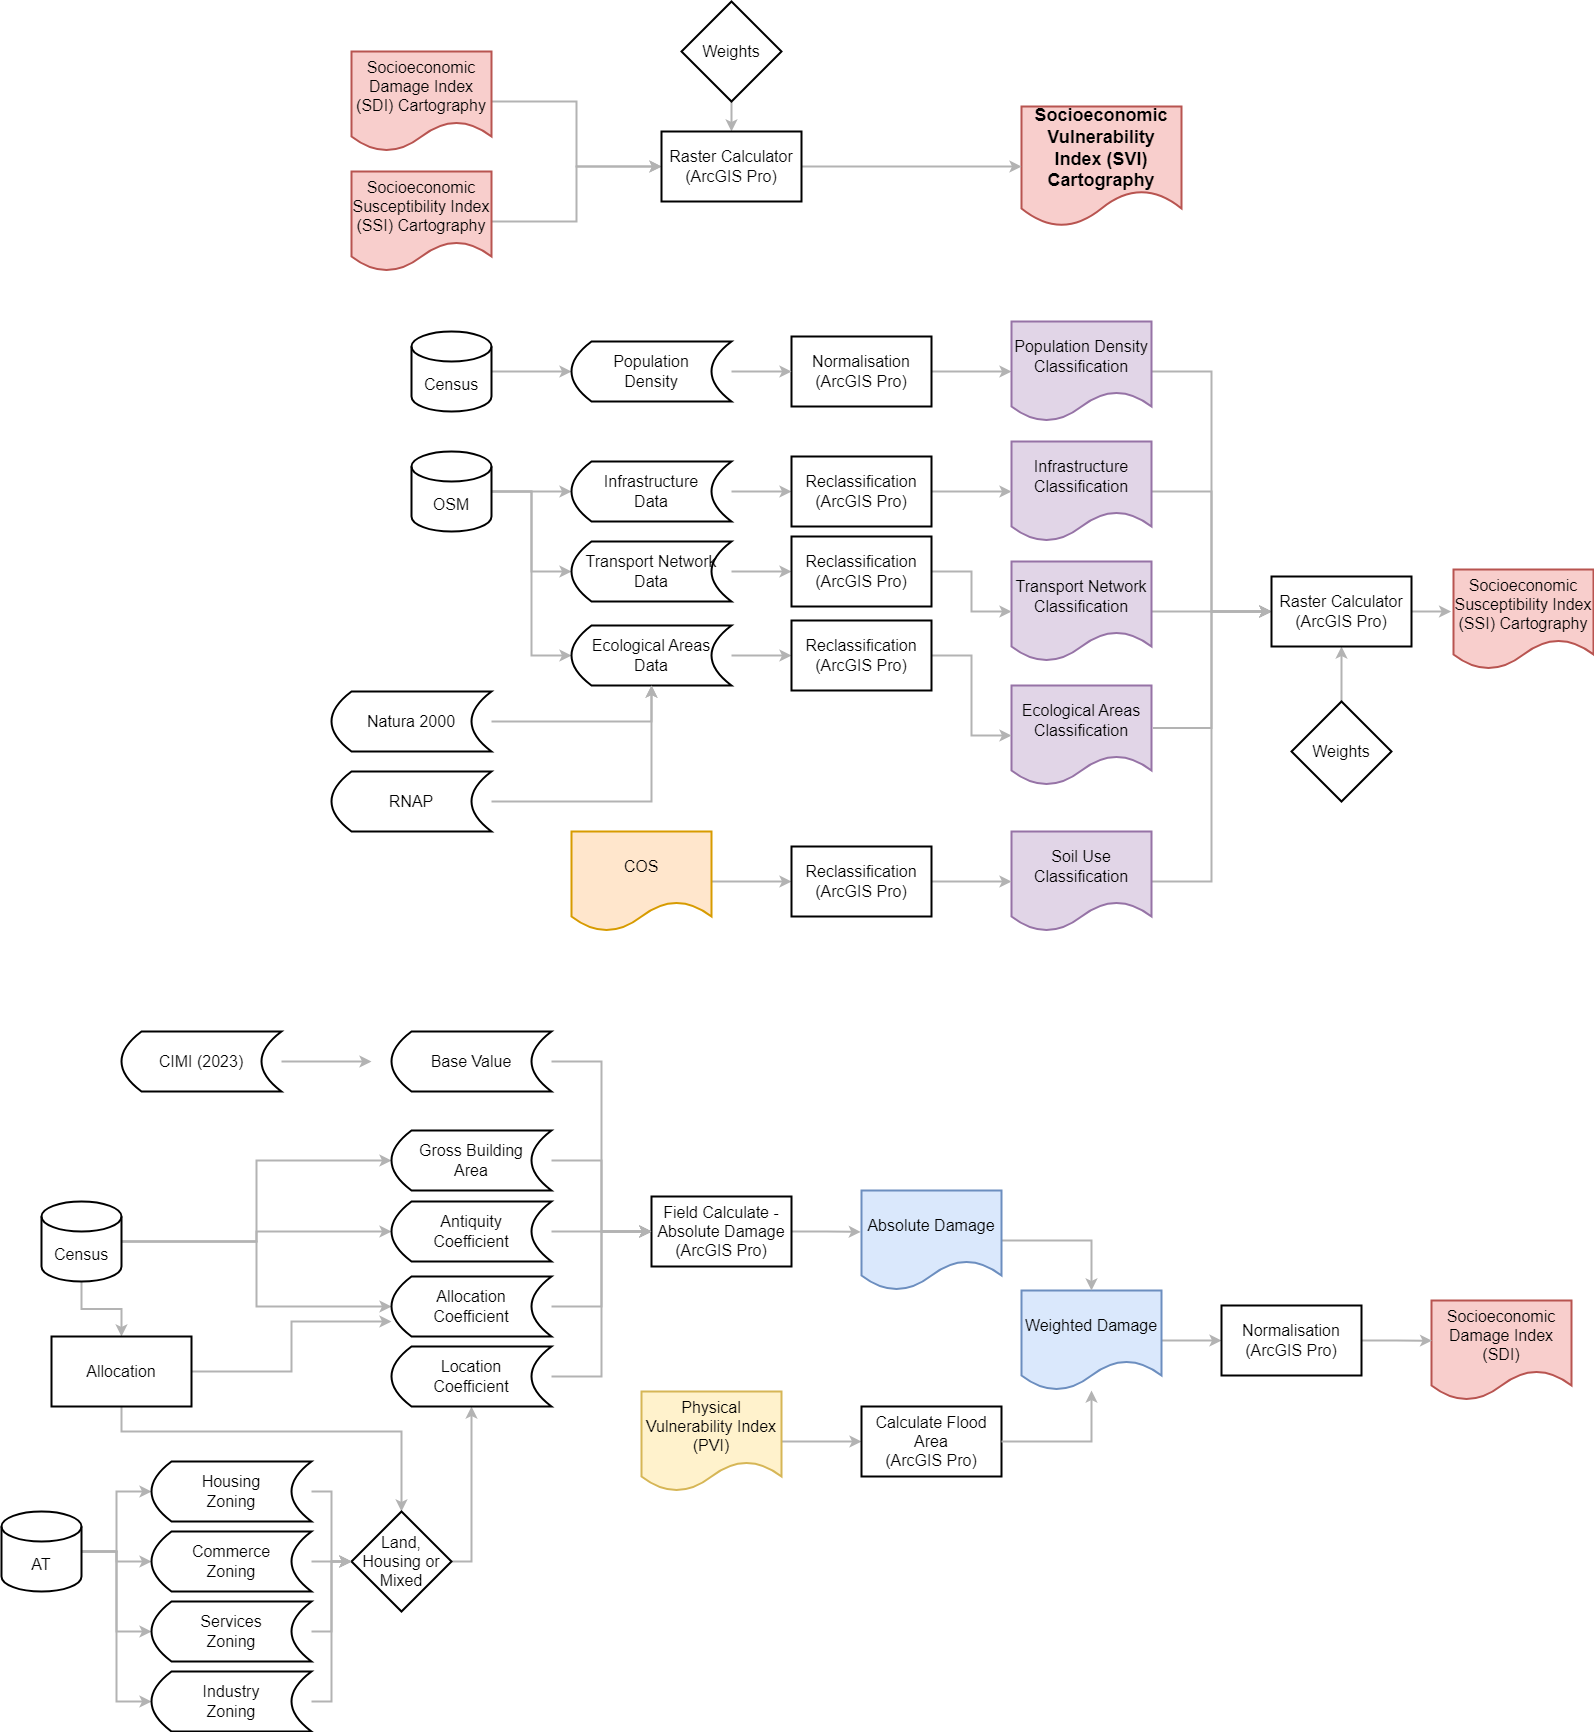 Weights
Socioeconomic
Damage Index
(SDI) Cartography
Socioeconomic
Susceptibility Index
(SSI) Cartography
Raster Calculator
(ArcGIS Pro)
Socioeconomic
Vulnerability
Index (SVI)
Cartography
Census
Population
Density
Normalisation
(ArcGIS Pro)
Population Density
Classification
OSM
Infrastructure
Data
Reclassification
(ArcGIS Pro)
Infrastructure
Classification
Transport Network
Data
Reclassification
(ArcGIS Pro)
Transport Network
Classification
Ecological Areas
Data
Reclassification
(ArcGIS Pro)
Ecological Areas
Classification
Raster Calculator
(ArcGIS Pro)
Socioeconomic
Susceptibility Index
(SSI) Cartography
Weights
Natura 2000
RNAP
COS
Reclassification
(ArcGIS Pro)
Soil Use
Classification
CIMI (2023)
Base Value
Gross Building
Area
Census
Antiquity
Coefficient
Allocation
Coefficient
Allocation
Location
Coefficient
Field Calculate -
Absolute Damage
(ArcGIS Pro)
Absolute Damage
Weighted Damage
Normalisation
(ArcGIS Pro)
Socioeconomic
Damage Index
(SDI)
Physical
Vulnerability Index
(PVI)
Calculate Flood
Area
(ArcGIS Pro)
AT
Housing
Zoning
Commerce
Zoning
Services
Zoning
Industry
Zoning
Land,
Housing or
Mixed